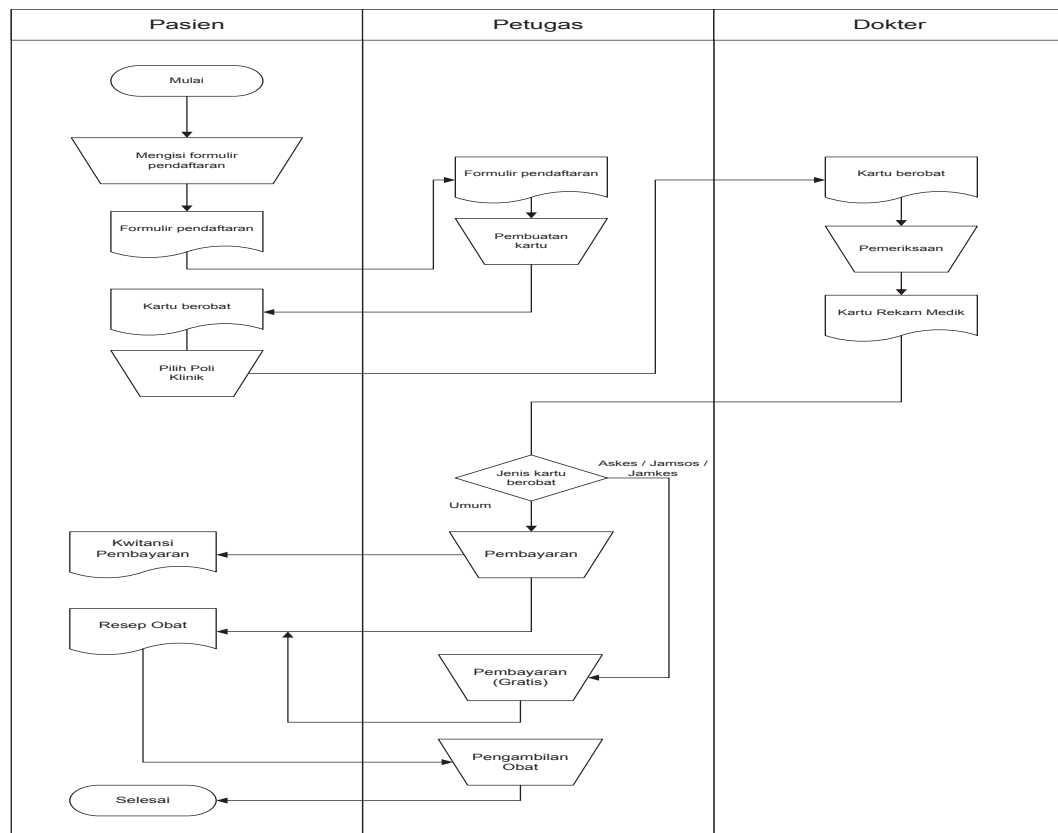 Pasien
Petugas
Dokter
Mulai
Mengisi formulir
pendaftaran
Formulir pendaftaran
Kartu berobat
Pilih Poli
Klinik
Formulir pendaftaran
Pembuatan
kartu
Kartu berobat
Pemeriksaan
Kartu Rekam Medik
Jenis kartu
berobat
Askes / Jamsos /
Jamkes
Umum
Pembayaran
Kwitansi
Pembayaran
Resep Obat
Pembayaran
(Gratis)
Pengambilan
Obat
Selesai